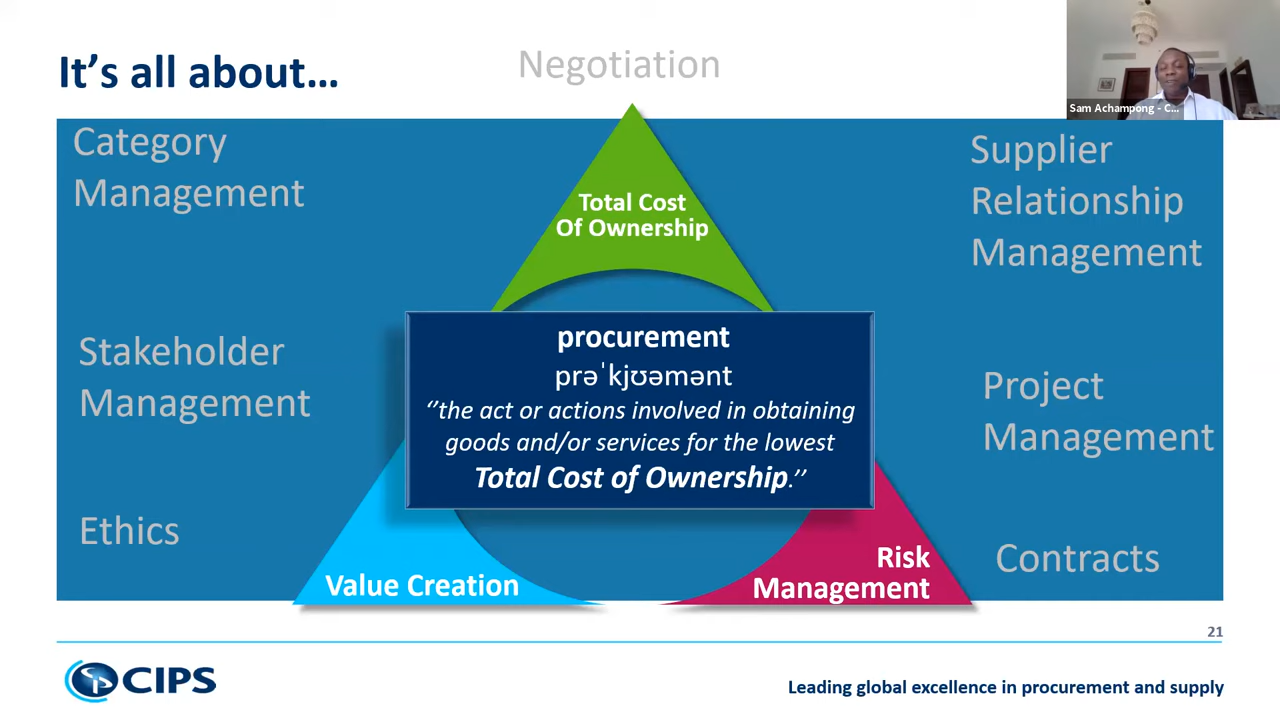 It's all about…
Negotiation
Sam Achampong - C...
Category
Management
Supplier
Relationship
Management
Total Cost
Of Ownership
procurement
prəˈkjʊəmənt
‘’the act or actions involved in obtaining
goods and/or services for the lowest
Total Cost of Ownership.’’
Stakeholder
Management
Project
Management
Ethics
Contracts
Value Creation
Risk
Management
21
CIPS
Leading global excellence in procurement and supply